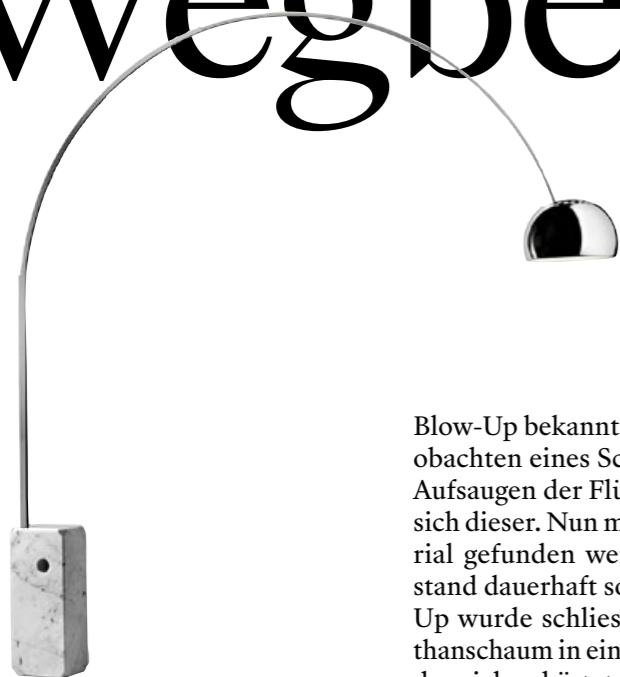 wegbe
Blow-Up bekannt
obachten eines Sc
Aufsaugen der Flü
sich dieser. Nun m
rial gefunden we
stand dauerhaft so
Up wurde schlies
thanschaum in ein